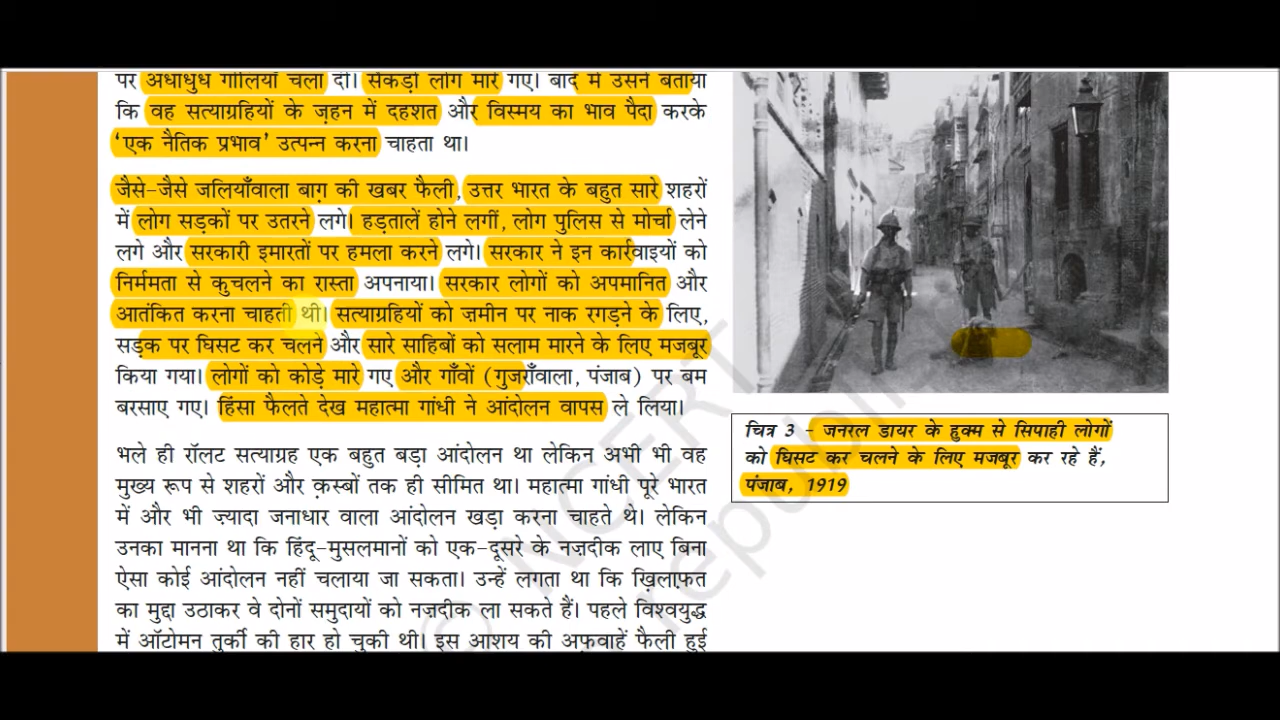 पर अंधाधुंध गोलियाँ चला दीं। सैकड़ों लोग मारे गए। बाद में उसने बताया
कि वह सत्याग्रहियों के ज़हन में दहशत और विस्मय का भाव पैदा करके
‘एक नैतिक प्रभाव’ उत्पन्न करना चाहता था।
जैसे-जैसे जलियाँवाला बाग़ की खबर फैली, उत्तर भारत के बहुत सारे शहरों
में लोग सड़कों पर उतरने लगे। हड़तालें होने लगीं, लोग पुलिस से मोर्चा लेने
लगे और सरकारी इमारतों पर हमला करने लगे। सरकार ने इन कार्रवाइयों को
निर्ममता से कुचलने का रास्ता अपनाया। सरकार लोगों को अपमानित और
आतंकित करना चाहती थी। सत्याग्रहियों को ज़मीन पर नाक रगड़ने के लिए,
सड़क पर घिसट कर चलने और सारे साहिबों को सलाम मारने के लिए मजबूर
किया गया। लोगों को कोड़े मारे गए और गाँवों (गुजराँवाला, पंजाब) पर बम
बरसाए गए। हिंसा फैलते देख महात्मा गांधी ने आंदोलन वापस ले लिया।
भले ही रॉलट सत्याग्रह एक बहुत बड़ा आंदोलन था लेकिन अभी भी वह
मुख्य रूप से शहरों और क़स्बों तक ही सीमित था। महात्मा गांधी पूरे भारत
में और भी ज़्यादा जनाधार वाला आंदोलन खड़ा करना चाहते थे। लेकिन
उनका मानना था कि हिंदू-मुसलमानों को एक-दूसरे के नज़दीक लाए बिना
ऐसा कोई आंदोलन नहीं चलाया जा सकता। उन्हें लगता था कि ख़िलाफ़त
का मुद्दा उठाकर वे दोनों समुदायों को नज़दीक ला सकते हैं। पहले विश्वयुद्ध
में ऑटोमन तुर्की की हार हो चुकी थी। इस आशय की अफ़वाहें फैली हुई
चित्र 3 – जनरल डायर के हुक्म से सिपाही लोगों
को घिसट कर चलने के लिए मजबूर कर रहे हैं,
पंजाब, 1919
© NCERT
republi